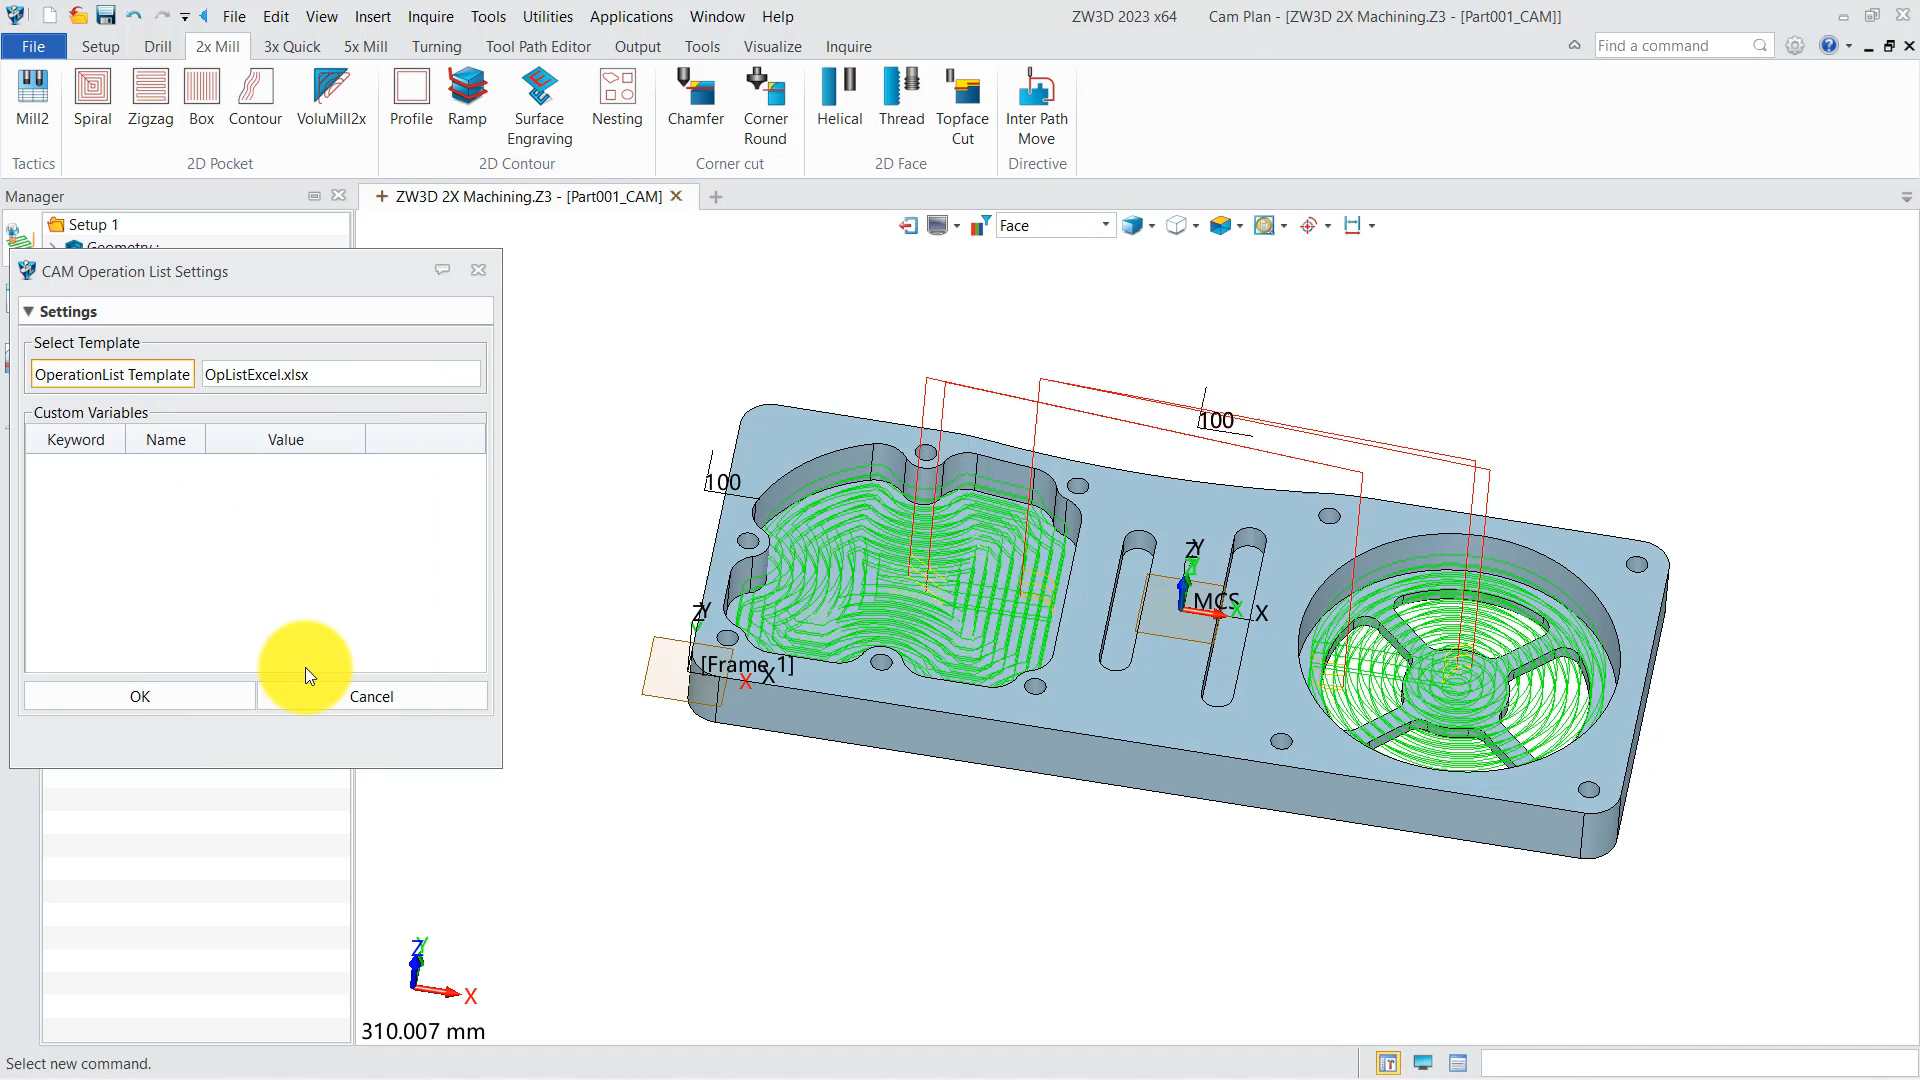 File Edit View Insert Inquire Tools Utilities Applications Window Help
ZW3D 2023 x64 Cam Plan - [ZW3D 2X Machining.Z3 - [Part001_CAM]]
File Setup Drill 2x Mill 3x Quick 5x Mill Turning Tool Path Editor Output Tools Visualize Inquire
Find a command
Mill2 Spiral Zigzag Box Contour VoluMill2x Profile Ramp Surface Engraving Nesting Chamfer Corner Round Helical Thread Topface Cut Inter Path Move
Tactics 2D Pocket 2D Contour Corner cut 2D Face Directive
Manager
ZW3D 2X Machining.Z3 - [Part001_CAM]
Setup 1
Geometry :
Face
CAM Operation List Settings
Settings
Select Template
OperationList Template OpListExcel.xlsx
Custom Variables
Keyword Name Value
OK Cancel
100
100
Z Y
MCS X
Z Y
[Frame 1]
X X
Z Y
X
310.007 mm
Select new command.